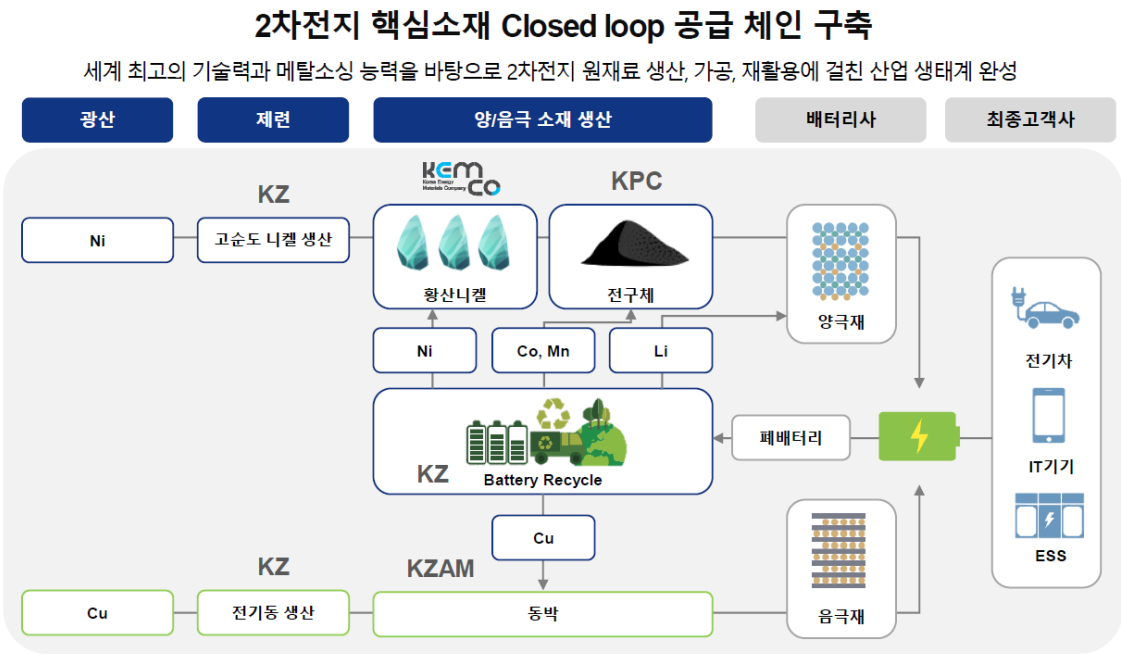 2차전지 핵심소재 Closed loop 공급 체인 구축
세계 최고의 기술력과 메탈소싱 능력을 바탕으로 2차전지 원재료 생산, 가공, 재활용에 걸친 산업 생태계 완성
광산
제련
양/음극 소재 생산
배터리사
최종고객사
KZ
KEMCO
Korea Energy
Materials Company
KPC
Ni
고순도 니켈 생산
황산니켈
전구체
양극재
Ni
Co, Mn
Li
전기차
KZ
Battery Recycle
폐배터리
IT기기
Cu
ESS
KZ
KZAM
Cu
전기동 생산
동박
음극재